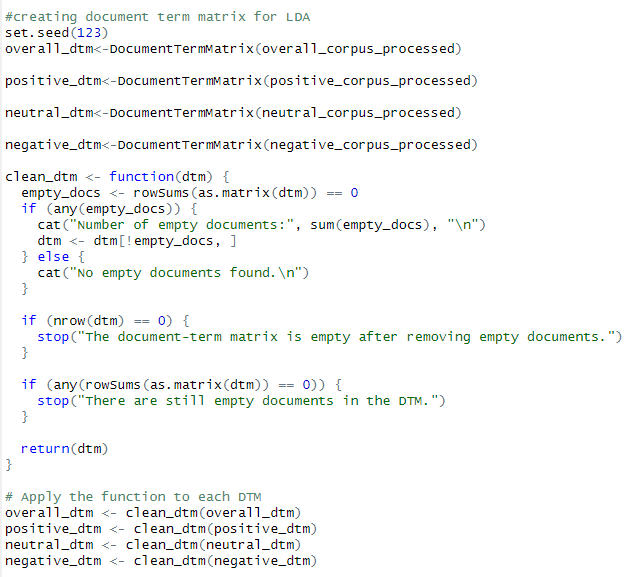 #creating document term matrix for LDA
set.seed(123)
overall_dtm<-DocumentTermMatrix(overall_corpus_processed)
positive_dtm<-DocumentTermMatrix(positive_corpus_processed)
neutral_dtm<-DocumentTermMatrix(neutral_corpus_processed)
negative_dtm<-DocumentTermMatrix(negative_corpus_processed)
clean_dtm <- function(dtm) {
  empty_docs <- rowSums(as.matrix(dtm)) == 0
  if (any(empty_docs)) {
    cat("Number of empty documents:", sum(empty_docs), "\n")
    dtm <- dtm[!empty_docs, ]
  } else {
    cat("No empty documents found.\n")
  }
  if (nrow(dtm) == 0) {
    stop("The document-term matrix is empty after removing empty documents.")
  }
  if (any(rowSums(as.matrix(dtm)) == 0)) {
    stop("There are still empty documents in the DTM.")
  }
  return(dtm)
}
# Apply the function to each DTM
overall_dtm <- clean_dtm(overall_dtm)
positive_dtm <- clean_dtm(positive_dtm)
neutral_dtm <- clean_dtm(neutral_dtm)
negative_dtm <- clean_dtm(negative_dtm)